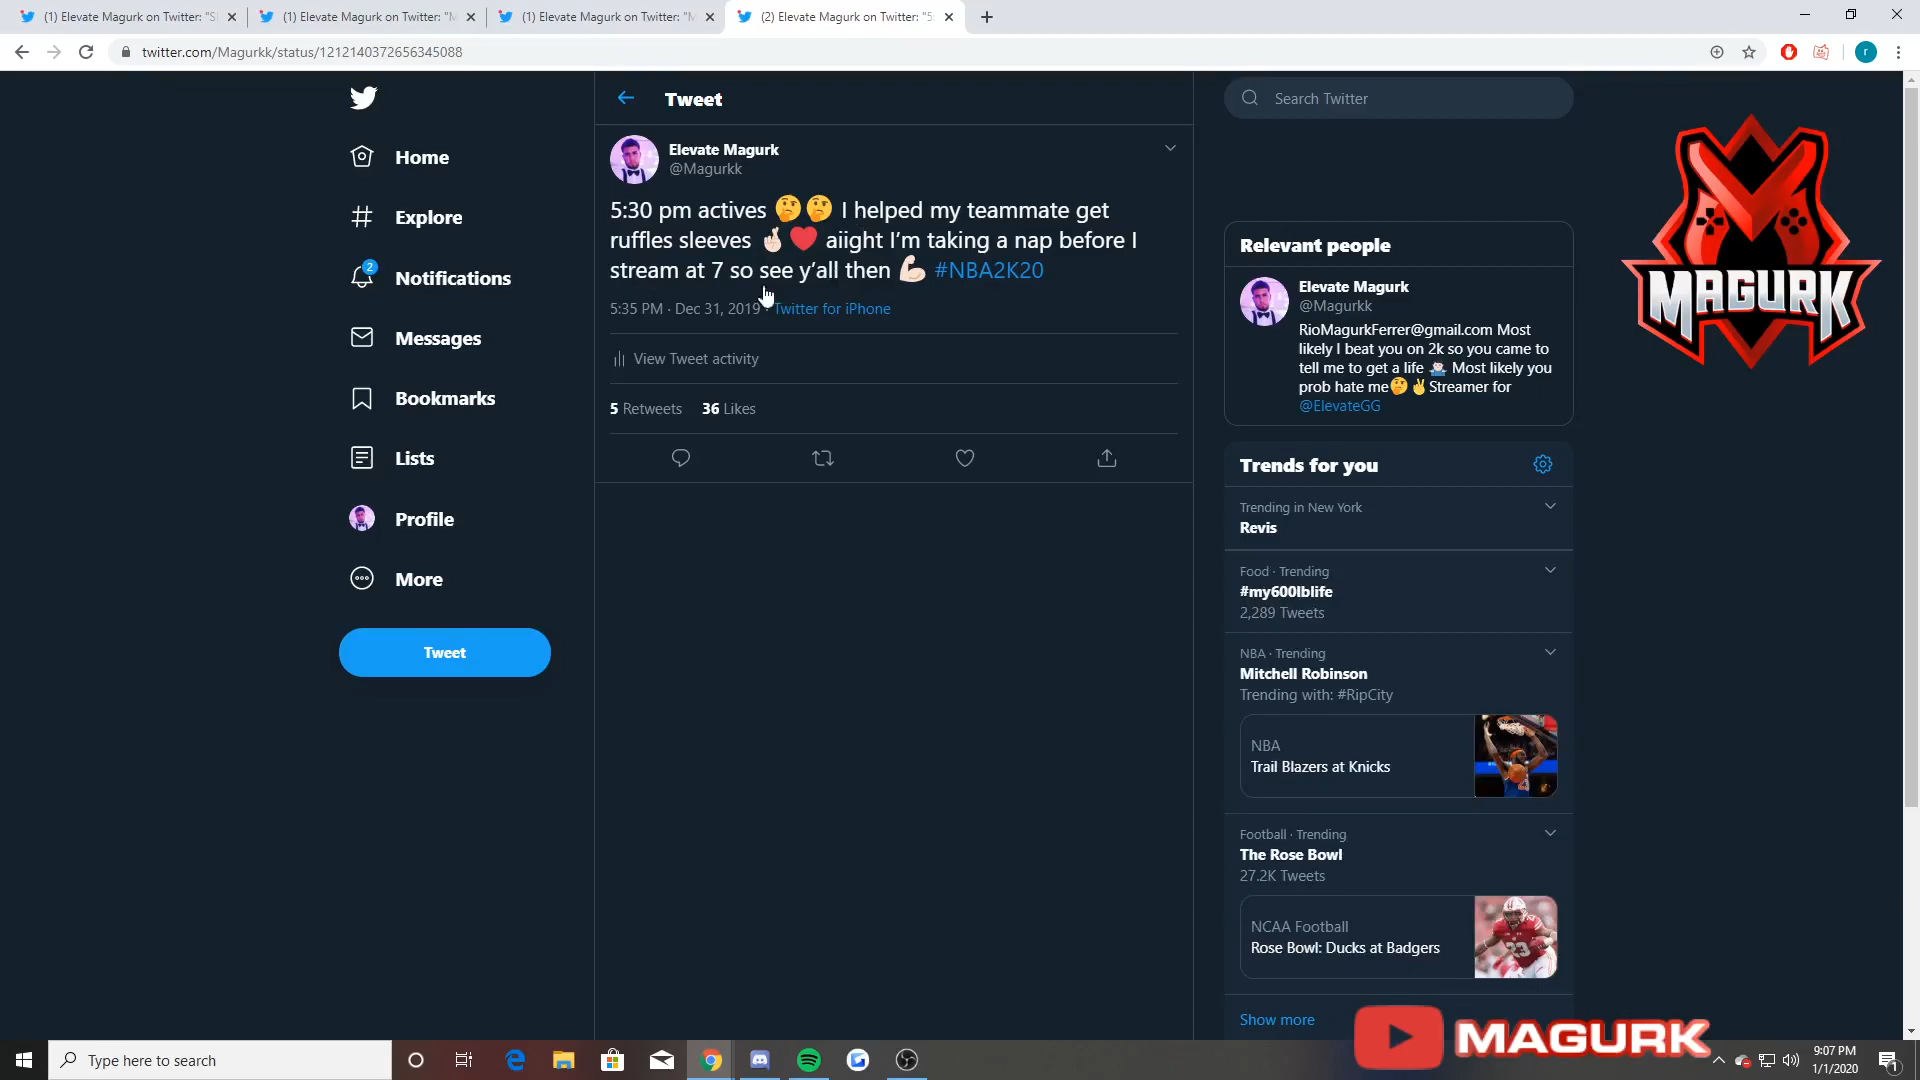 (1) Elevate Magurk on Twitter: "S
(1) Elevate Magurk on Twitter: "M
(1) Elevate Magurk on Twitter: "M
(2) Elevate Magurk on Twitter: "5:
twitter.com/Magurkk/status/1212140372656345088
r
Home
Explore
2
Notifications
Messages
Bookmarks
Lists
Profile
More
Tweet
Tweet
Elevate Magurk
@Magurkk
5:30 pm actives 🤔🤔 I helped my teammate get
ruffles sleeves 🤞🏻❤️ aiight I’m taking a nap before I
stream at 7 so see y’all then 💪🏻 #NBA2K20
5:35 PM · Dec 31, 2019 · Twitter for iPhone
View Tweet activity
5 Retweets 36 Likes
Search Twitter
Relevant people
Elevate Magurk
@Magurkk
RioMagurkFerrer@gmail.com Most
likely I beat you on 2k so you came to
tell me to get a life 🤷🏻‍♂️ Most likely you
prob hate me🤔✌️Streamer for
@ElevateGG
Trends for you
Trending in New York
Revis
Food · Trending
#my600lblife
2,289 Tweets
NBA · Trending
Mitchell Robinson
Trending with: #RipCity
NBA
Trail Blazers at Knicks
Football · Trending
The Rose Bowl
27.2K Tweets
NCAA Football
Rose Bowl: Ducks at Badgers
23
Show more
MAGURK
MAGURK
Type here to search
9:07 PM
1/1/2020
1